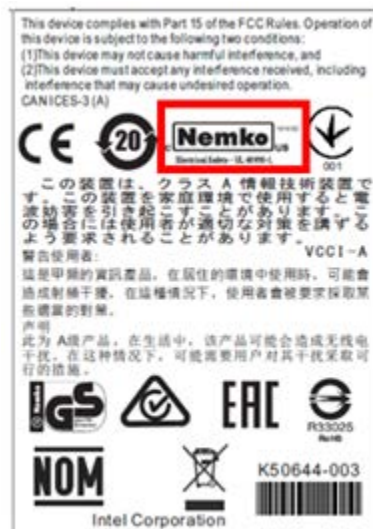 This device complies with Part 15 of the FCC Rules. Operation of
this device is subject to the following two conditions:
(1)This device may not cause harmful interference, and
(2)This device must accept any interference received, including
interference that may cause undesired operation.
CAN ICES-3 (A)
CE 20 C Nemko US
Electrical Safety - UL 60950-1
001
この装置は、クラス A 情報技術装置で
す。この装置を家庭環境で使用すると電
波妨害を引き起こすことがあります。こ
の場合には使用者が適切な対策を講ずる
よう要求されることがあります。
VCCI-A
警告使用者:
這是甲類的資訊產品，在居住的環境中使用時，可能會
造成射頻干擾，在這種情況下，使用者會被要求採取某
些適當的對策。
声明
此为 A级产品，在生活中，该产品可能会造成无线电
干扰。在这种情况下，可能需要用户对其干扰采取可
行的措施。
Nemko GS EAC R33025
RoHS
NOM
K50644-003
Intel Corporation